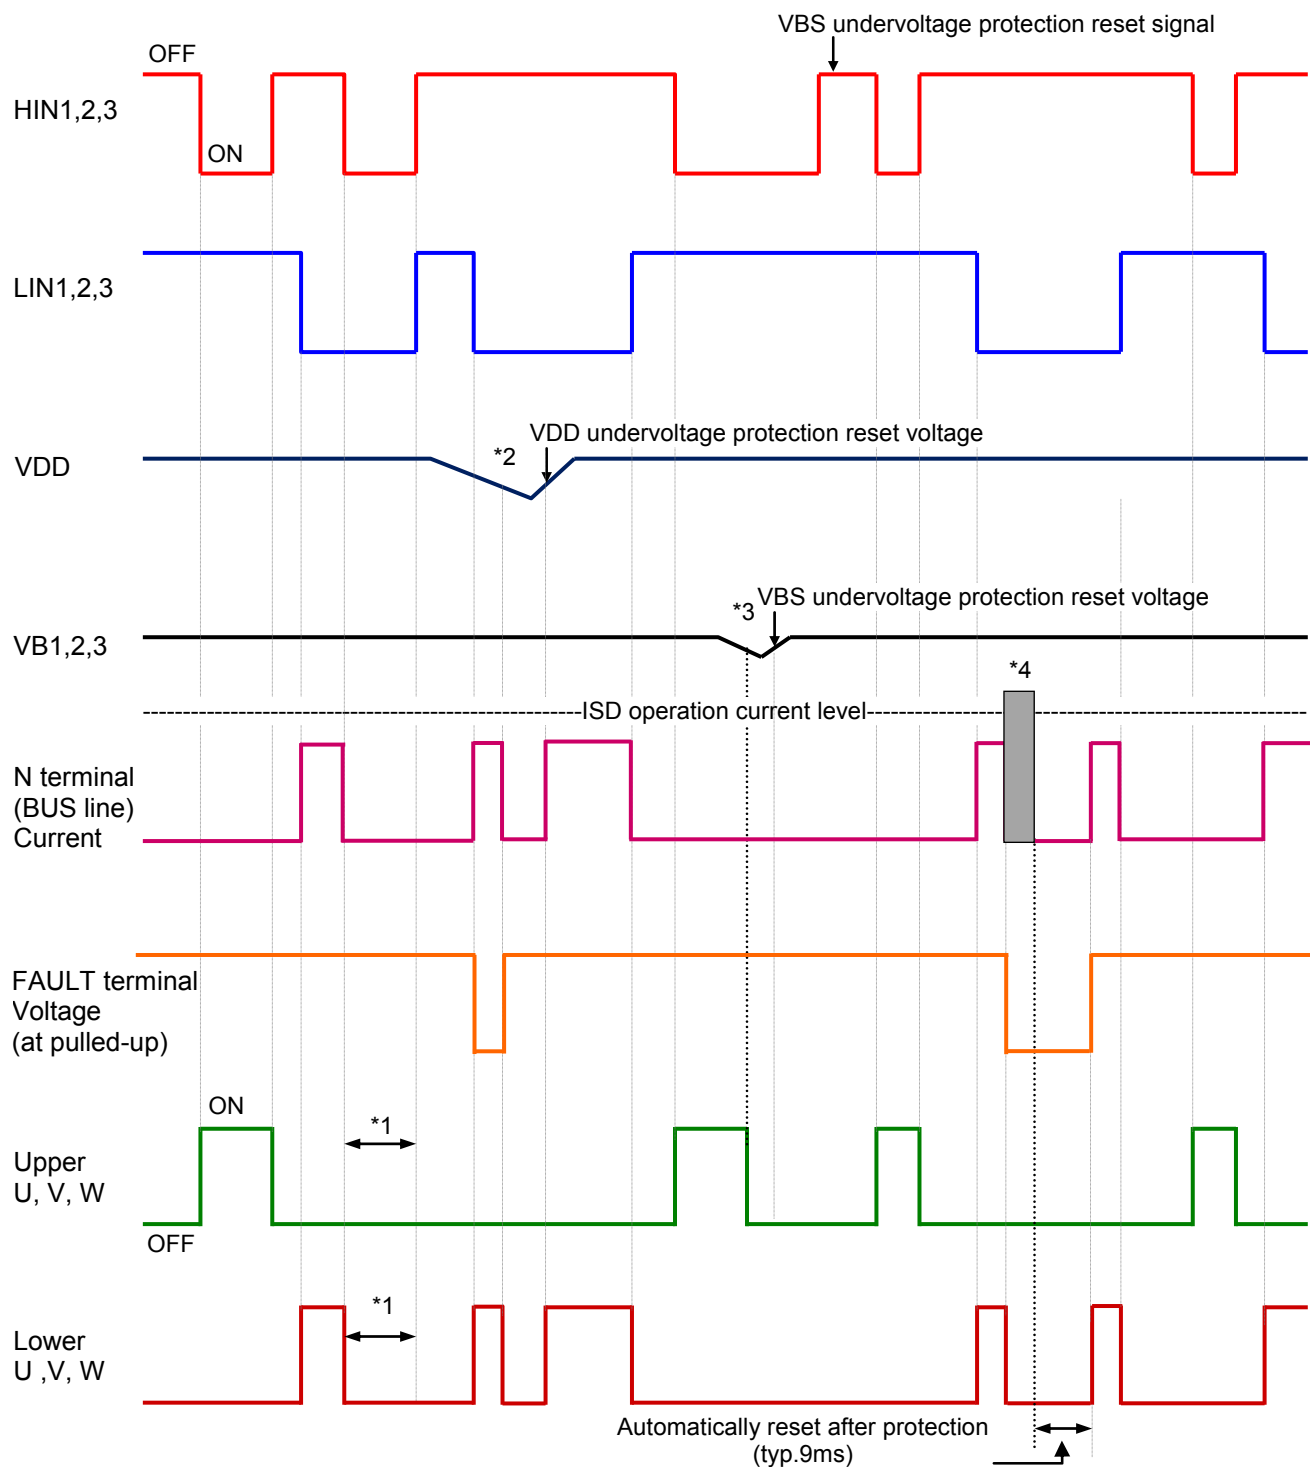 VBS undervoltage protection reset signal
OFF
HIN1,2,3
ON
LIN1,2,3
VDD undervoltage protection reset voltage
*2
VDD
VBS undervoltage protection reset voltage
*3
VB1,2,3
*4
ISD operation current level
N terminal
(BUS line)
Current
FAULT terminal
Voltage
(at pulled-up)
ON
*1
Upper
U, V, W
OFF
*1
Lower
U ,V, W
Automatically reset after protection
(typ.9ms)